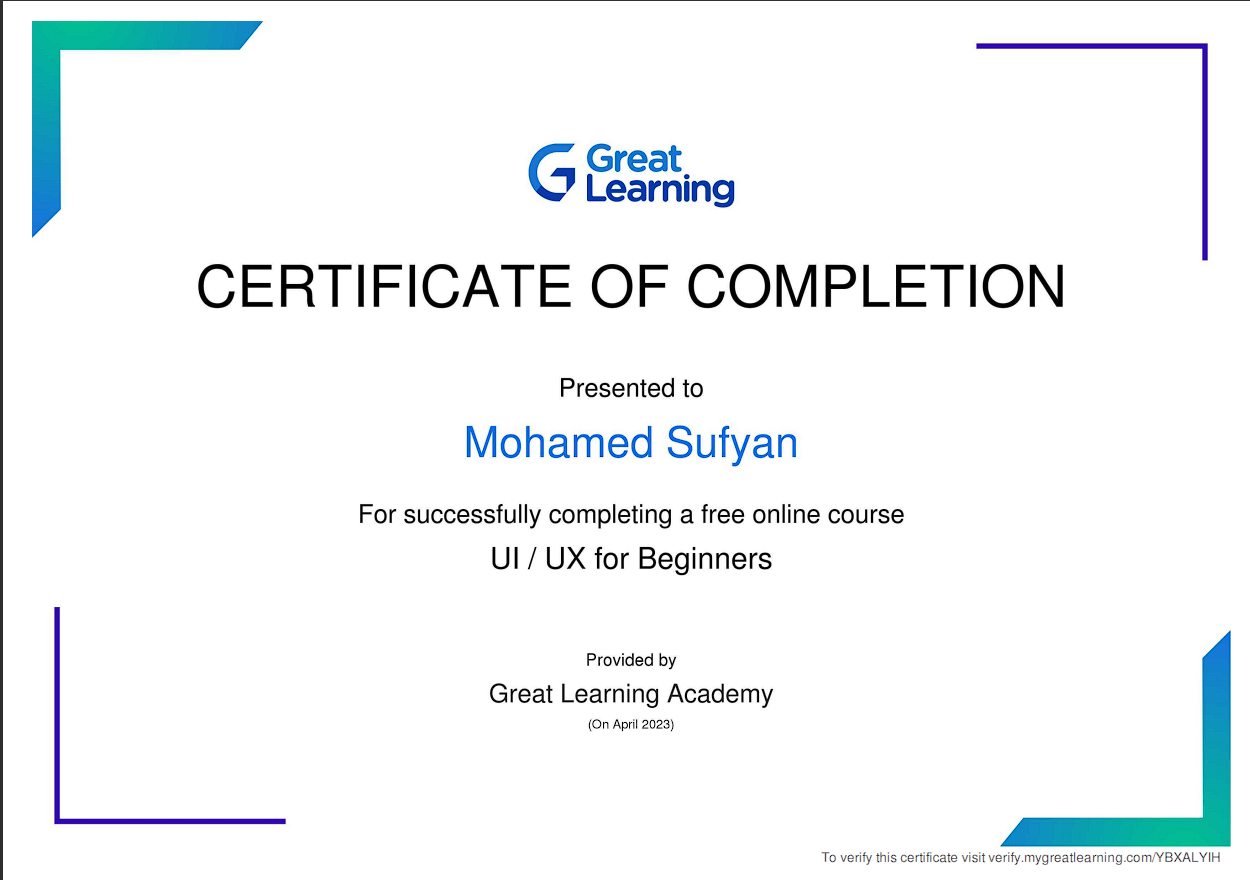 Great
Learning
CERTIFICATE OF COMPLETION
Presented to
Mohamed Sufyan
For successfully completing a free online course
UI / UX for Beginners
Provided by
Great Learning Academy
(On April 2023)
To verify this certificate visit verify.mygreatlearning.com/YBXALYIH